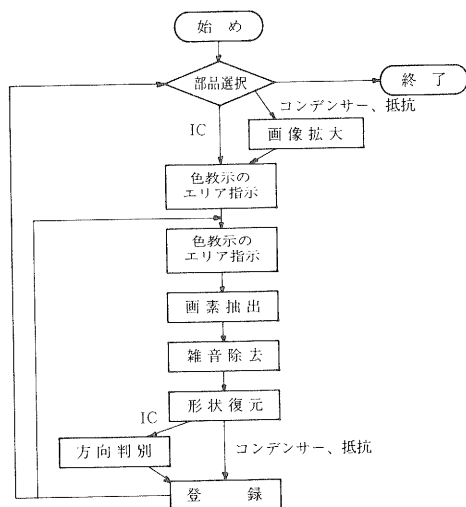 始め
部品選択
終了
コンデンサー、抵抗
IC
画像拡大
色教示の
エリア指示
色教示の
エリア指示
画素抽出
雑音除去
形状復元
IC
方向判別
コンデンサー、抵抗
登録